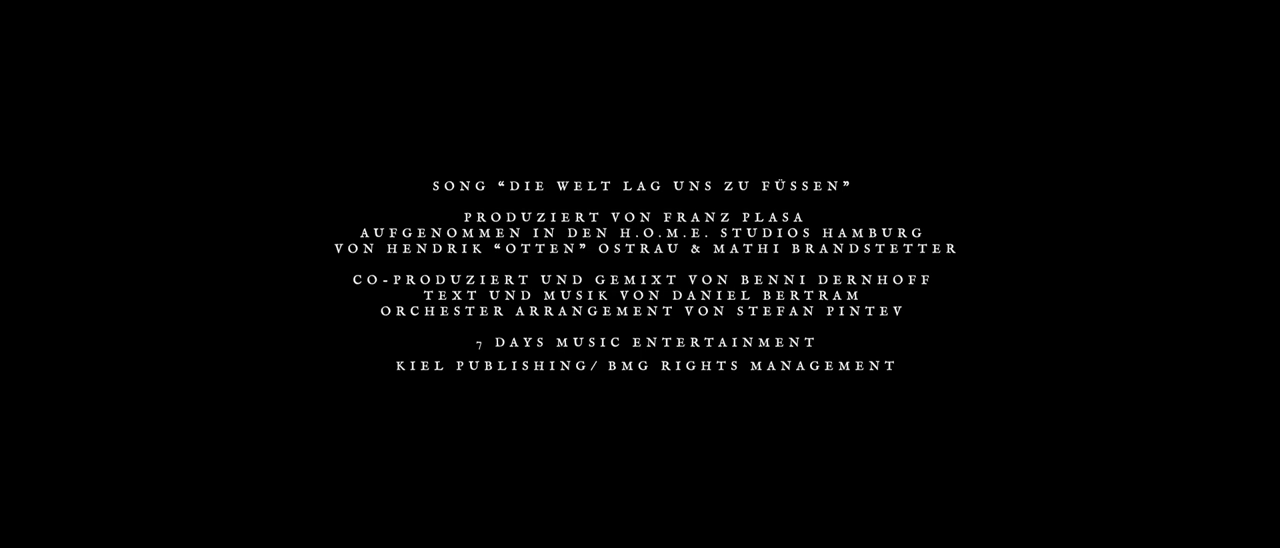 SONG “DIE WELT LAG UNS ZU FÜSSEN”
PRODUZIERT VON FRANZ PLASA
AUFGENOMMEN IN DEN H.O.M.E. STUDIOS HAMBURG
VON HENDRIK “OTTEN” OSTRAU & MATHI BRANDSTETTER
CO-PRODUZIERT UND GEMIXT VON BENNI DERNHOFF
TEXT UND MUSIK VON DANIEL BERTRAM
ORCHESTER ARRANGEMENT VON STEFAN PINTEV
7 DAYS MUSIC ENTERTAINMENT
KIEL PUBLISHING/ BMG RIGHTS MANAGEMENT